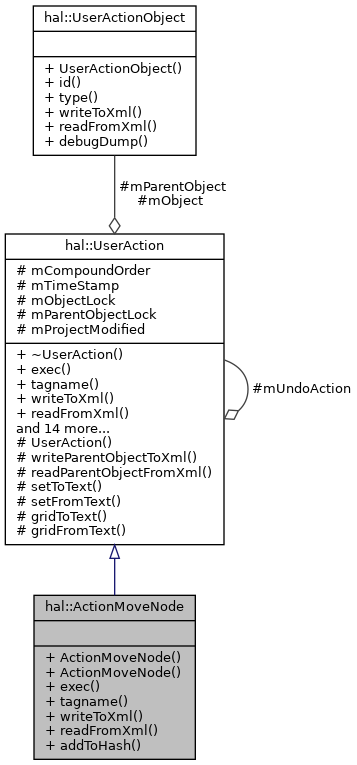 hal::UserActionObject
+ UserActionObject()
+ id()
+ type()
+ writeToXml()
+ readFromXml()
+ debugDump()
#mParentObject
#mObject
hal::UserAction
# mCompoundOrder
# mTimeStamp
# mObjectLock
# mParentObjectLock
# mProjectModified
+ ~UserAction()
+ exec()
+ tagname()
+ writeToXml()
+ readFromXml()
and 14 more...
# UserAction()
# writeParentObjectToXml()
# readParentObjectFromXml()
# setToText()
# setFromText()
# gridToText()
# gridFromText()
#mUndoAction
hal::ActionMoveNode
+ ActionMoveNode()
+ ActionMoveNode()
+ exec()
+ tagname()
+ writeToXml()
+ readFromXml()
+ addToHash()